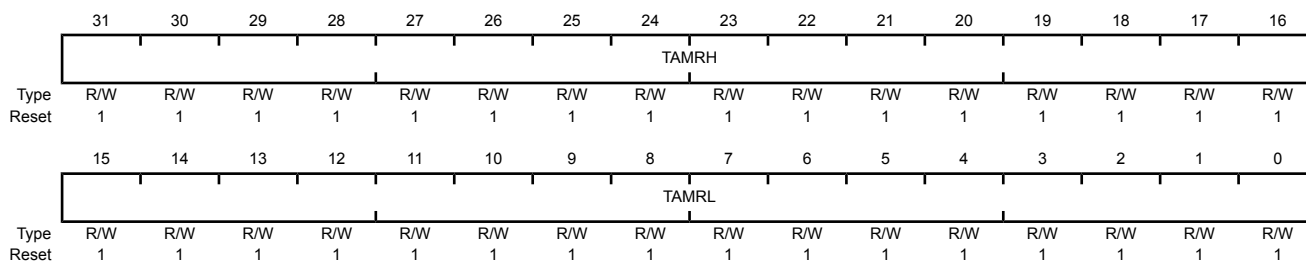 31 30 29 28 27 26 25 24 23 22 21 20 19 18 17 16
TAMRH
Type R/W R/W R/W R/W R/W R/W R/W R/W R/W R/W R/W R/W R/W R/W R/W R/W
Reset 1 1 1 1 1 1 1 1 1 1 1 1 1 1 1 1
15 14 13 12 11 10 9 8 7 6 5 4 3 2 1 0
TAMRL
Type R/W R/W R/W R/W R/W R/W R/W R/W R/W R/W R/W R/W R/W R/W R/W R/W
Reset 1 1 1 1 1 1 1 1 1 1 1 1 1 1 1 1